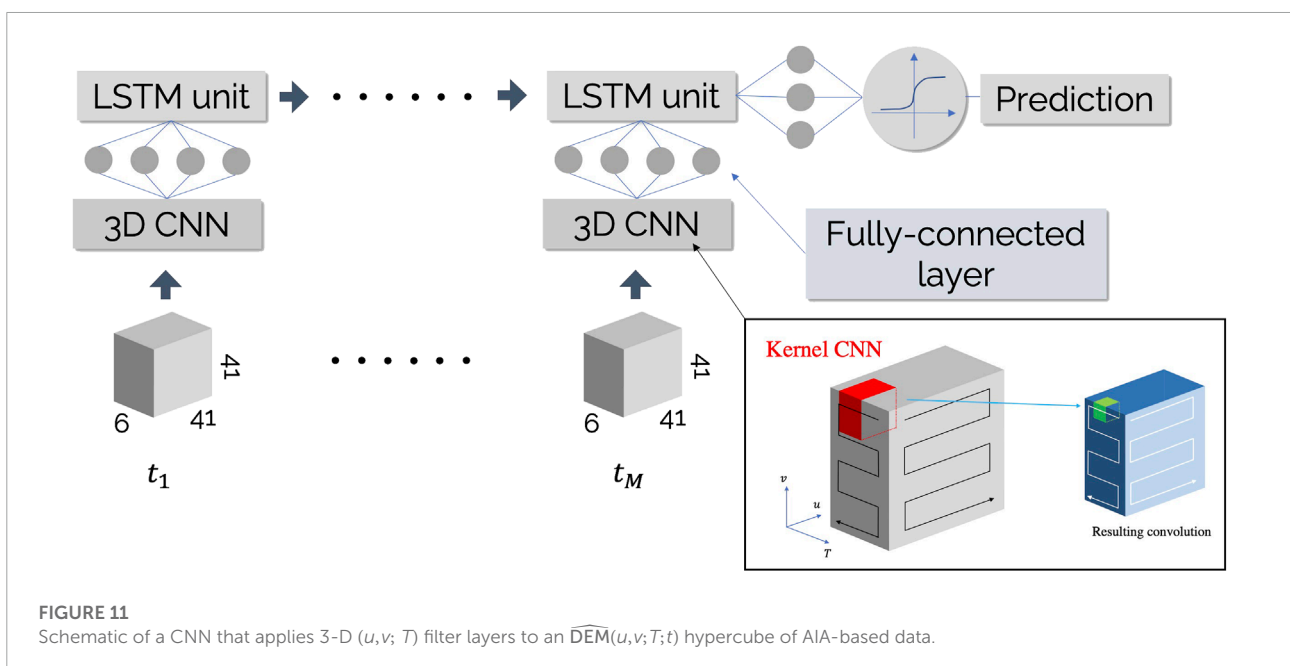 LSTM unit
LSTM unit
Prediction
3D CNN
3D CNN
Fully-connected
layer
41
6
41
41
6
41
t₁
t_M
Kernel CNN
v
u
T
Resulting convolution
FIGURE 11
Schematic of a CNN that applies 3-D (u,v; T) filter layers to an \widehat{DEM}(u,v;T;t) hypercube of AIA-based data.